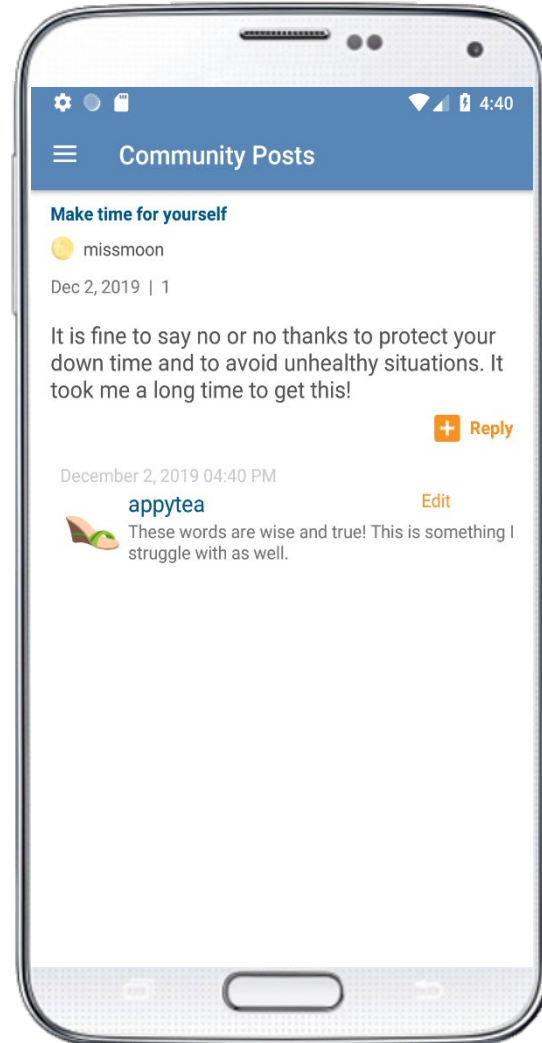 4:40
Community Posts
Make time for yourself
missmoon
Dec 2, 2019 | 1
It is fine to say no or no thanks to protect your
down time and to avoid unhealthy situations. It
took me a long time to get this!
+ Reply
December 2, 2019 04:40 PM
appytea Edit
These words are wise and true! This is something I
struggle with as well.